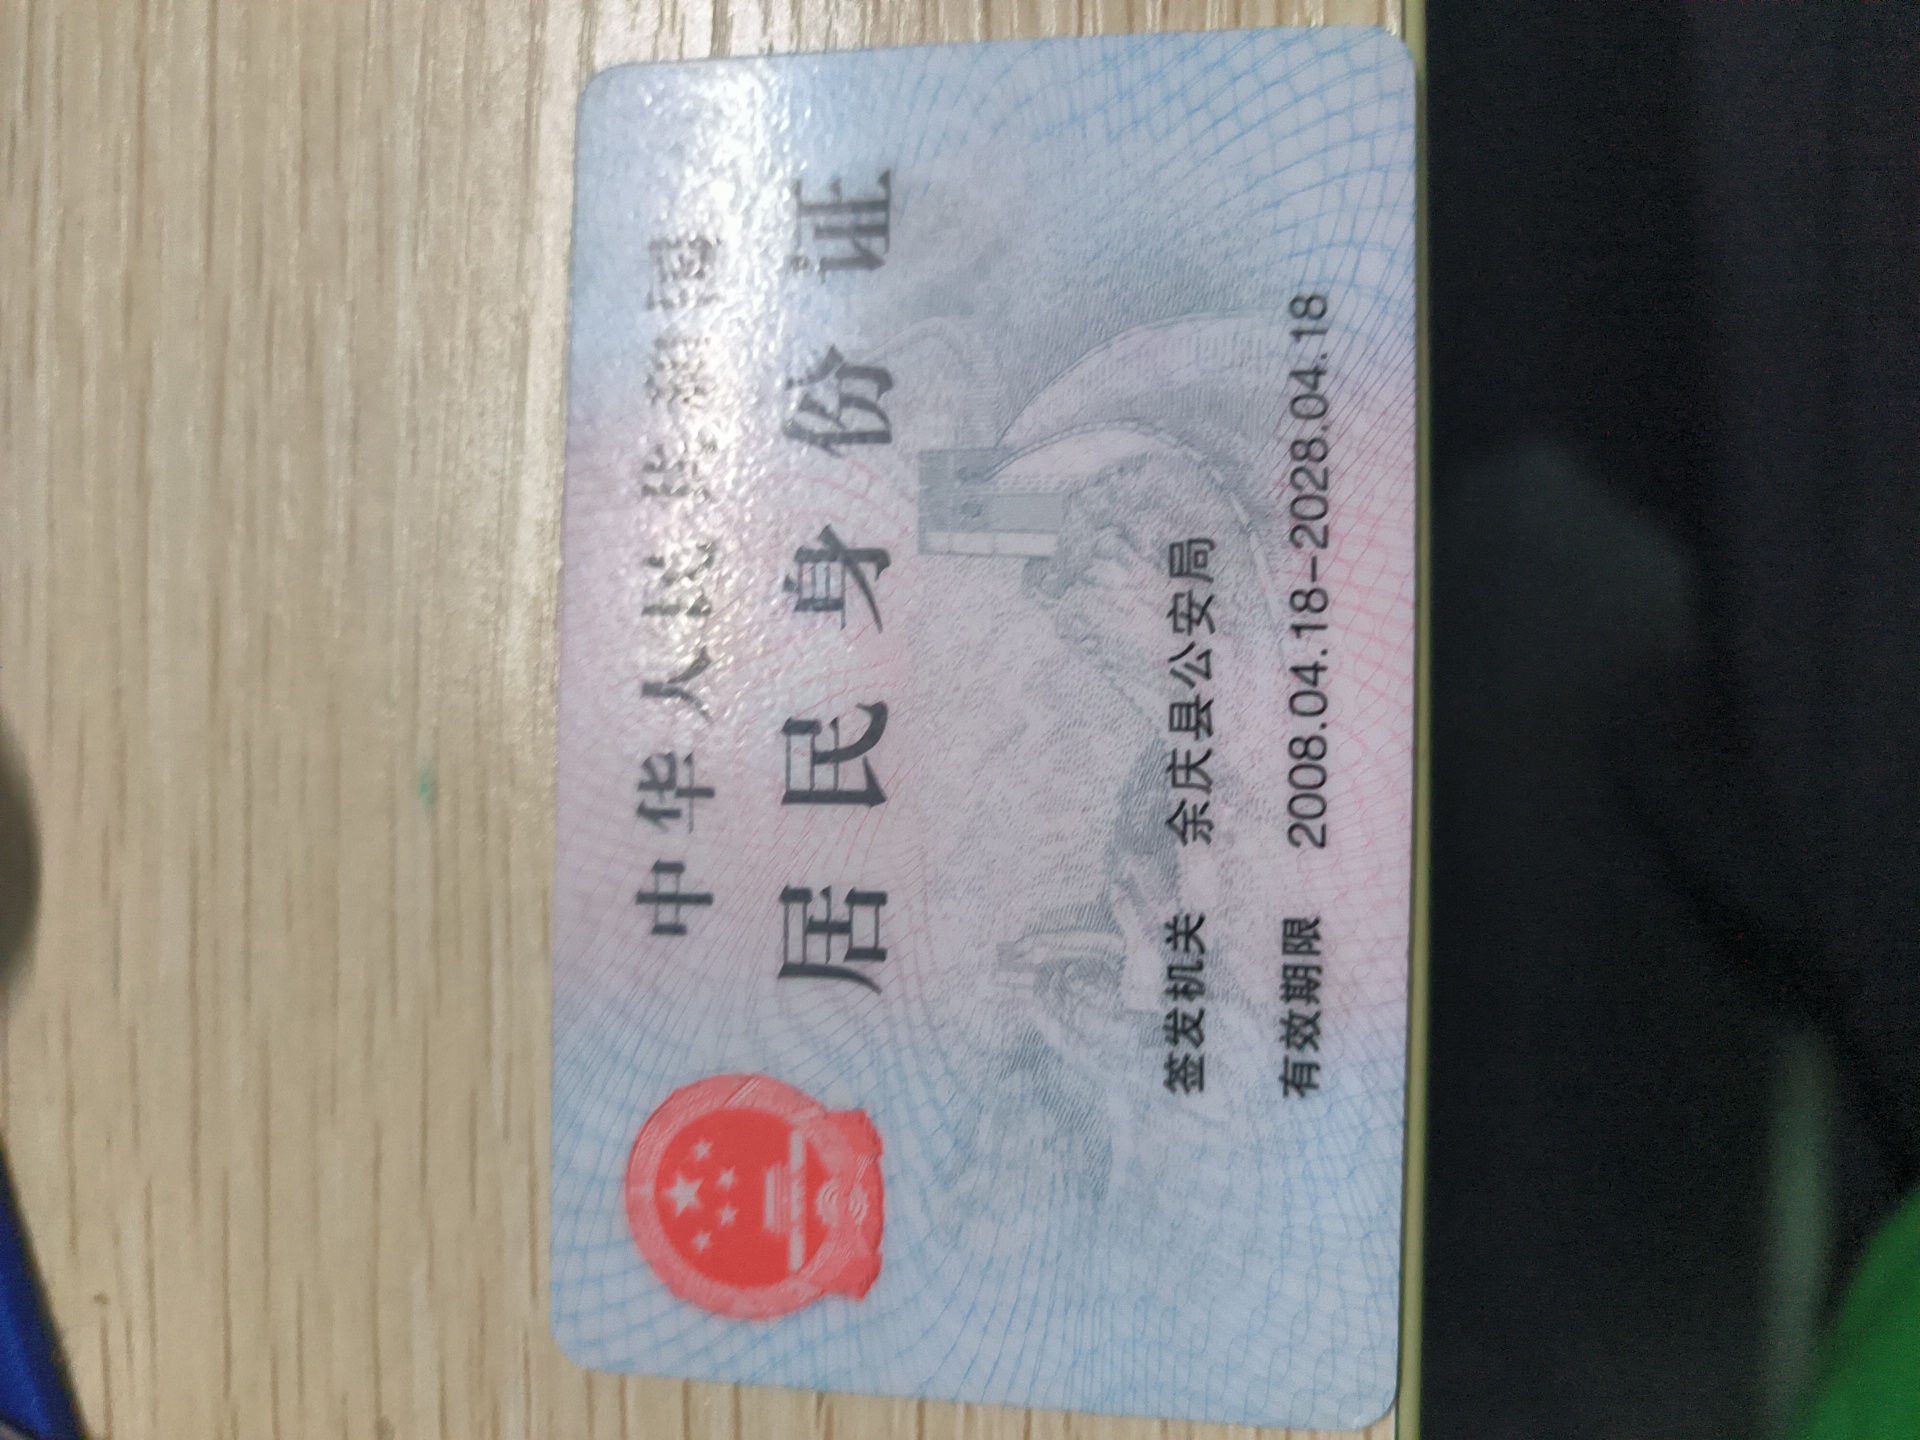 中华人民共和国
居民身份证
签发机关 余庆县公安局
有效期限 2008.04.18-2028.04.18